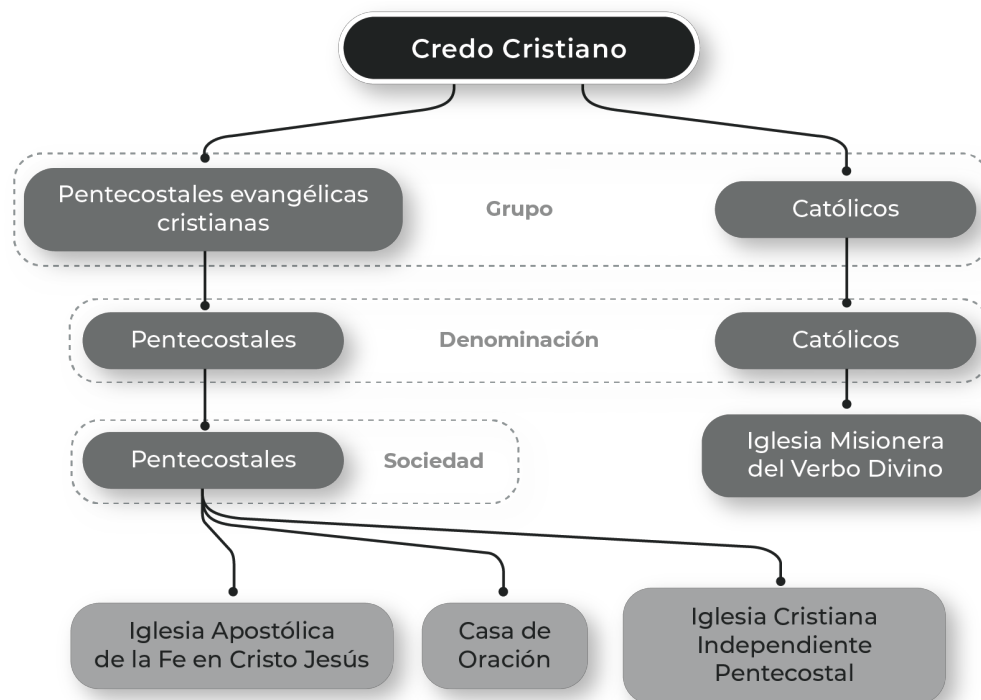 Credo Cristiano
Pentecostales evangélicas
cristianas
Grupo
Católicos
Pentecostales
Denominación
Católicos
Pentecostales
Sociedad
Iglesia Misionera
del Verbo Divino
Iglesia Apostólica
de la Fe en Cristo Jesús
Casa de
Oración
Iglesia Cristiana
Independiente
Pentecostal